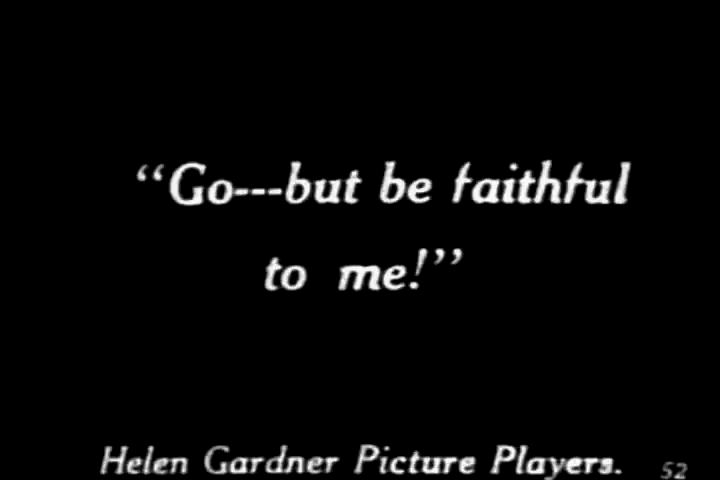 “Go---but be faithful
to me!”
Helen Gardner Picture Players. 52